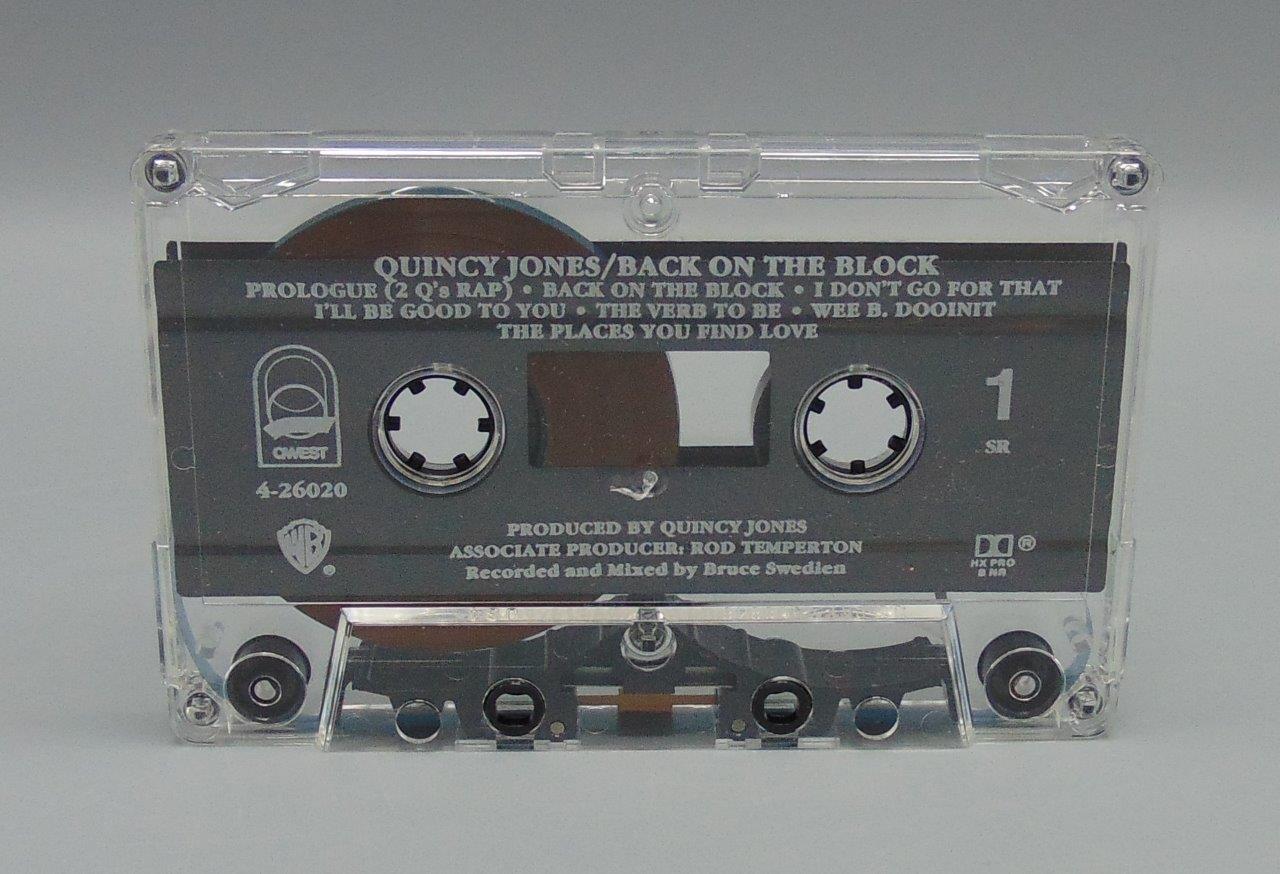 QUINCY JONES/BACK ON THE BLOCK
PROLOGUE (2 Q's RAP) • BACK ON THE BLOCK • I DON'T GO FOR THAT
I'LL BE GOOD TO YOU • THE VERB TO BE • WEE B. DOOINIT
THE PLACES YOU FIND LOVE
1
SR
QWEST
4-26020
WB ®
PRODUCED BY QUINCY JONES
ASSOCIATE PRODUCER: ROD TEMPERTON
Recorded and Mixed by Bruce Swedien
®
HX PRO
B NR